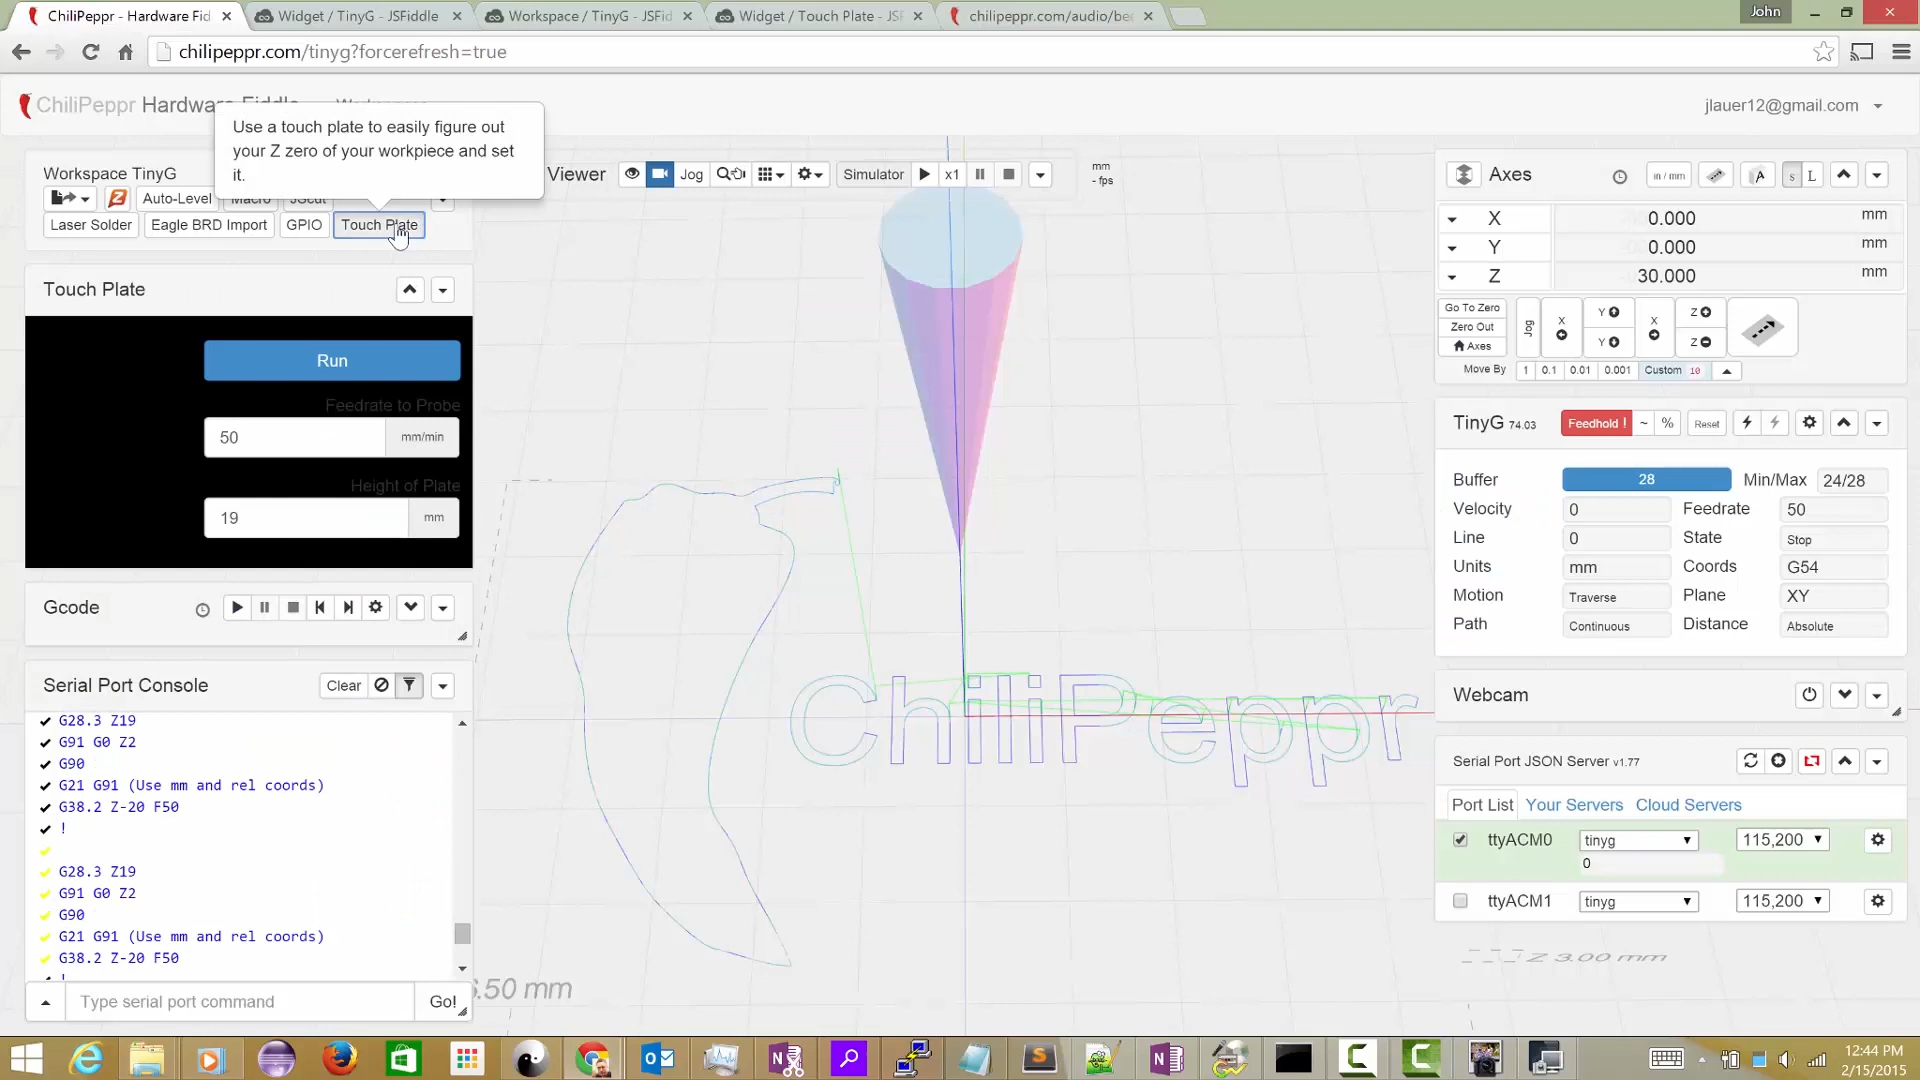 ChiliPeppr - Hardware Fid
Widget / TinyG - JSFiddle
Workspace / TinyG - JSFid
Widget / Touch Plate - JSF
chilipeppr.com/audio/bee
John
chilipeppr.com/tinyg?forcerefresh=true
ChiliPeppr Hardware Fiddle
jlauer12@gmail.com
Use a touch plate to easily figure out
your Z zero of your workpiece and set
it.
Workspace TinyG
Auto-Level Macro JScut
Laser Solder Eagle BRD Import GPIO Touch Plate
Viewer
Jog
Simulator
x1
mm
- fps
Touch Plate
Run
Feedrate to Probe
50 mm/min
Height of Plate
19 mm
Gcode
Serial Port Console
Clear
G28.3 Z19
G91 G0 Z2
G90
G21 G91 (Use mm and rel coords)
G38.2 Z-20 F50
!
G28.3 Z19
G91 G0 Z2
G90
G21 G91 (Use mm and rel coords)
G38.2 Z-20 F50
!
Type serial port command
Go!
ChiliPeppr
6.50 mm
Z 3.00 mm
Axes
in / mm
A
s L
X 0.000 mm
Y 0.000 mm
Z 30.000 mm
Go To Zero
Zero Out
Axes
Jog
X
Y
Y
X
Z
Z
Move By 1 0.1 0.01 0.001 Custom 10
TinyG 74.03
Feedhold ! ~ % Reset
Buffer 28 Min/Max 24/28
Velocity 0 Feedrate 50
Line 0 State Stop
Units mm Coords G54
Motion Traverse Plane XY
Path Continuous Distance Absolute
Webcam
Serial Port JSON Server v1.77
Port List Your Servers Cloud Servers
ttyACM0 tinyg 115,200
0
ttyACM1 tinyg 115,200
12:44 PM
2/15/2015